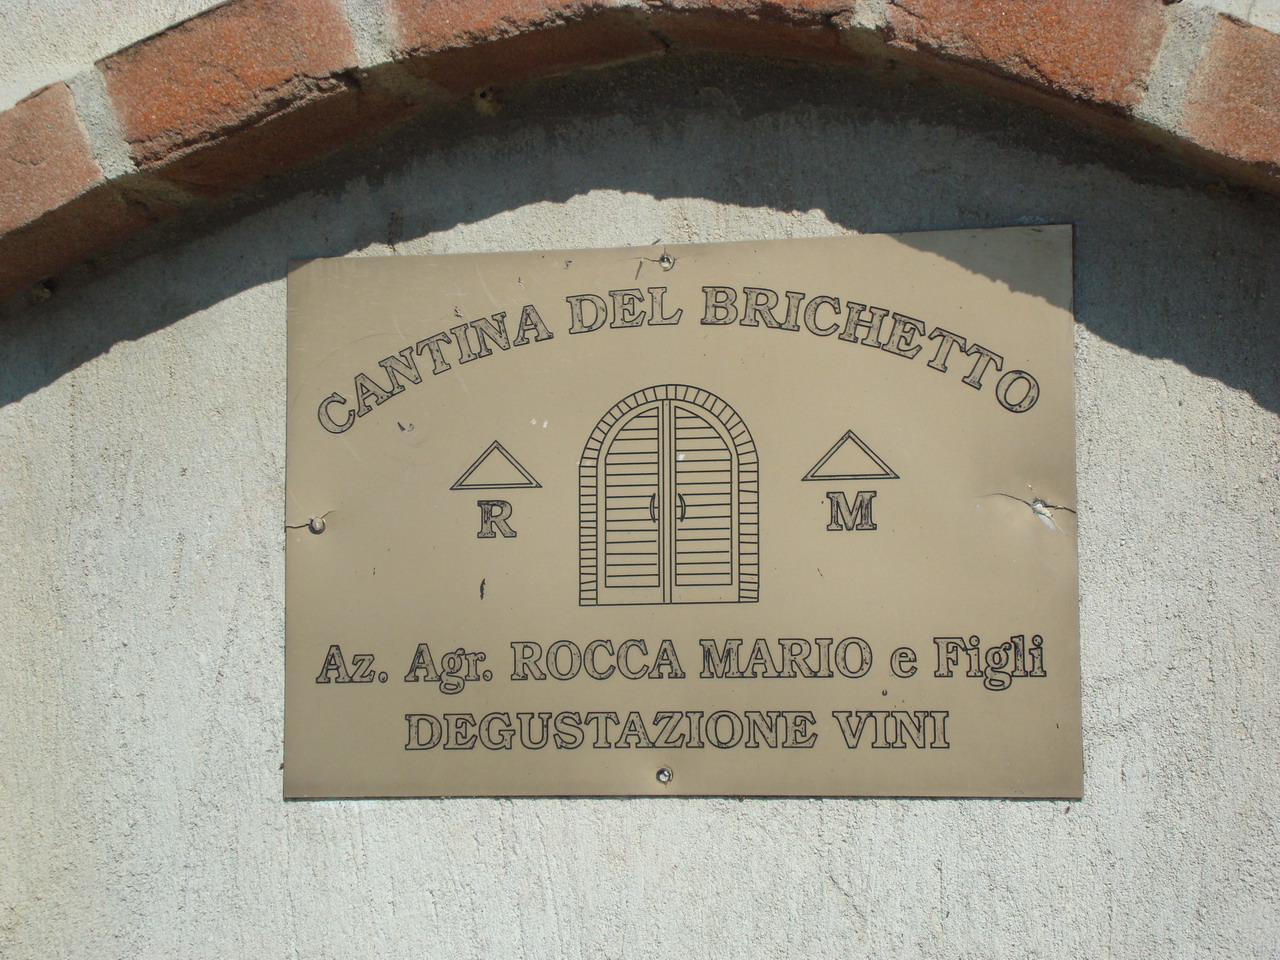 CANTINA DEL BRICHETTO
R M
Az. Agr. ROCCA MARIO e Figli
DEGUSTAZIONE VINI